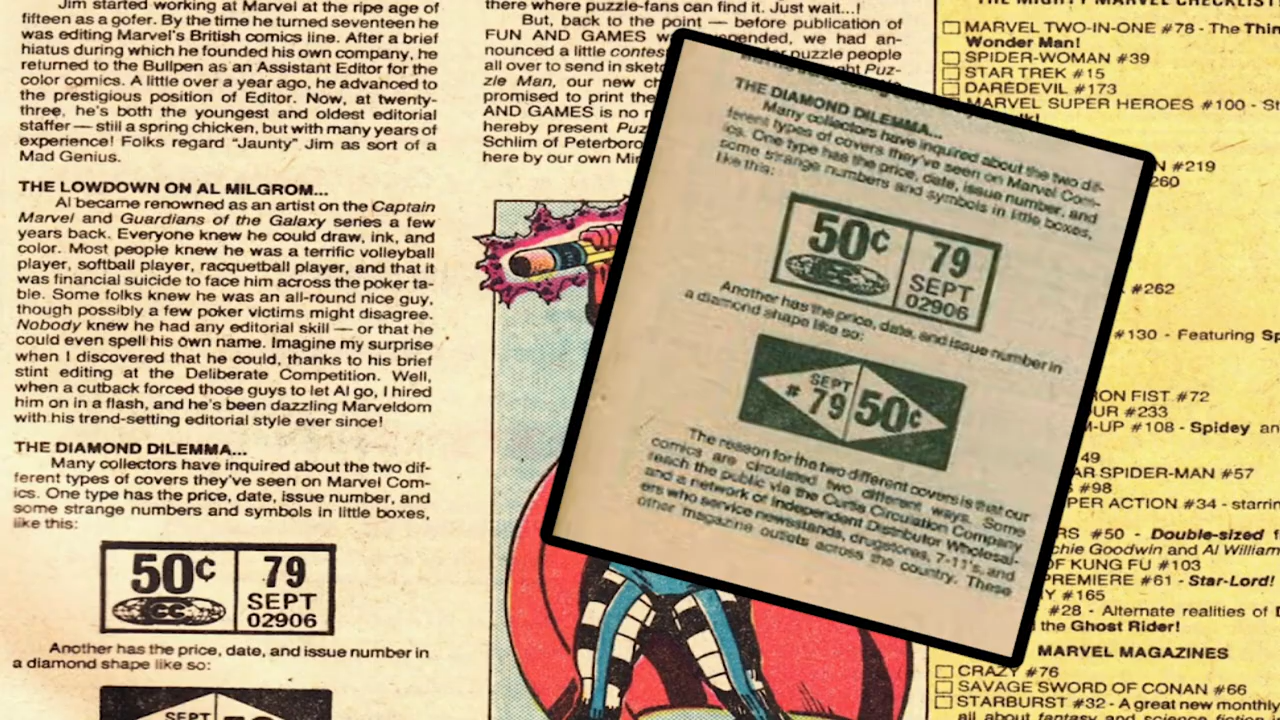 Jim started working at Marvel at the ripe age of
fifteen as a gofer. By the time he turned seventeen he
was editing Marvel's British comics line. After a brief
hiatus during which he founded his own company, he
returned to the Bullpen as an Assistant Editor for the
color comics. A little over a year ago, he advanced to
the prestigious position of Editor. Now, at twenty-
three, he's both the youngest and oldest editorial
staffer — still a spring chicken, but with many years of
experience! Folks regard "Jaunty" Jim as sort of a
Mad Genius.
THE LOWDOWN ON AL MILGROM...
Al became renowned as an artist on the Captain
Marvel and Guardians of the Galaxy series a few
years back. Everyone knew he could draw, ink, and
color. Most people knew he was a terrific volleyball
player, softball player, racquetball player, and that it
was financial suicide to face him across the poker ta-
ble. Some folks knew he was an all-round nice guy,
though possibly a few poker victims might disagree.
Nobody knew he had any editorial skill — or that he
could even spell his own name. Imagine my surprise
when I discovered that he could, thanks to his brief
stint editing at the Deliberate Competition. Well,
when a cutback forced those guys to let Al go, I hired
him on in a flash, and he's been dazzling Marveldom
with his trend-setting editorial style ever since!
THE DIAMOND DILEMMA...
Many collectors have inquired about the two dif-
ferent types of covers they've seen on Marvel Com-
ics. One type has the price, date, issue number, and
some strange numbers and symbols in little boxes,
like this:
50¢ 79
CC SEPT
02906
Another has the price, date, and issue number in
a diamond shape like so:
SEPT
there where puzzle-fans can find it. Just wait...!
But, back to the point — before publication of
FUN AND GAMES was suspended, we had an-
nounced a little contest puzzle people
all over to send in Puz-
zle Man, our new
promised to print the
AND GAMES is no
hereby present Puz
Schlim of Peterboro
here by our own
THE DIAMOND DILEMMA...
Many collectors have inquired about the two dif-
ferent types of covers they've seen on Marvel Com-
ics. One type has the price, date, issue number, and
some strange numbers and symbols in little boxes,
like this:
50¢ 79
SEPT
02906
Another has the price, date, and issue number in
a diamond shape like so:
SEPT
# 79 50¢
The reason for the two different covers is that our
comics are circulated two different ways. Some
reach the public via the Curtis Circulation Company
and a network of Independent Distributor Wholesal-
ers who service newsstands, drugstores, 7-11's, and
other magazine outlets across the country. These
THE MIGHTY MARVEL CHECKLIST
MARVEL TWO-IN-ONE #78 - The Thin
Wonder Man!
SPIDER-WOMAN #39
STAR TREK #15
DAREDEVIL #173
MARVEL SUPER HEROES #100 - St
N #219
260
#262
#130 - Featuring Sp
ON FIST #72
UR #233
M-UP #108 - Spidey an
49
AR SPIDER-MAN #57
#98
PER ACTION #34 - starrin
RS #50 - Double-sized f
chie Goodwin and Al William
OF KUNG FU #103
PREMIERE #61 - Star-Lord!
Y #165
#28 - Alternate realities of D
the Ghost Rider!
MARVEL MAGAZINES
CRAZY #76
SAVAGE SWORD OF CONAN #66
STARBURST #32 - A great new monthly
all about fantasy and science fiction